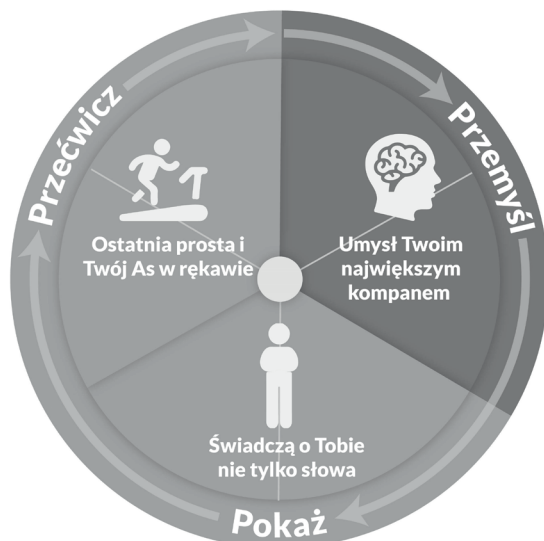 Przećwicz
Przemyśl
Ostatnia prosta i
Twój As w rękawie
Umysł Twoim
największym
kompanem
Świadczą o Tobie
nie tylko słowa
Pokaż